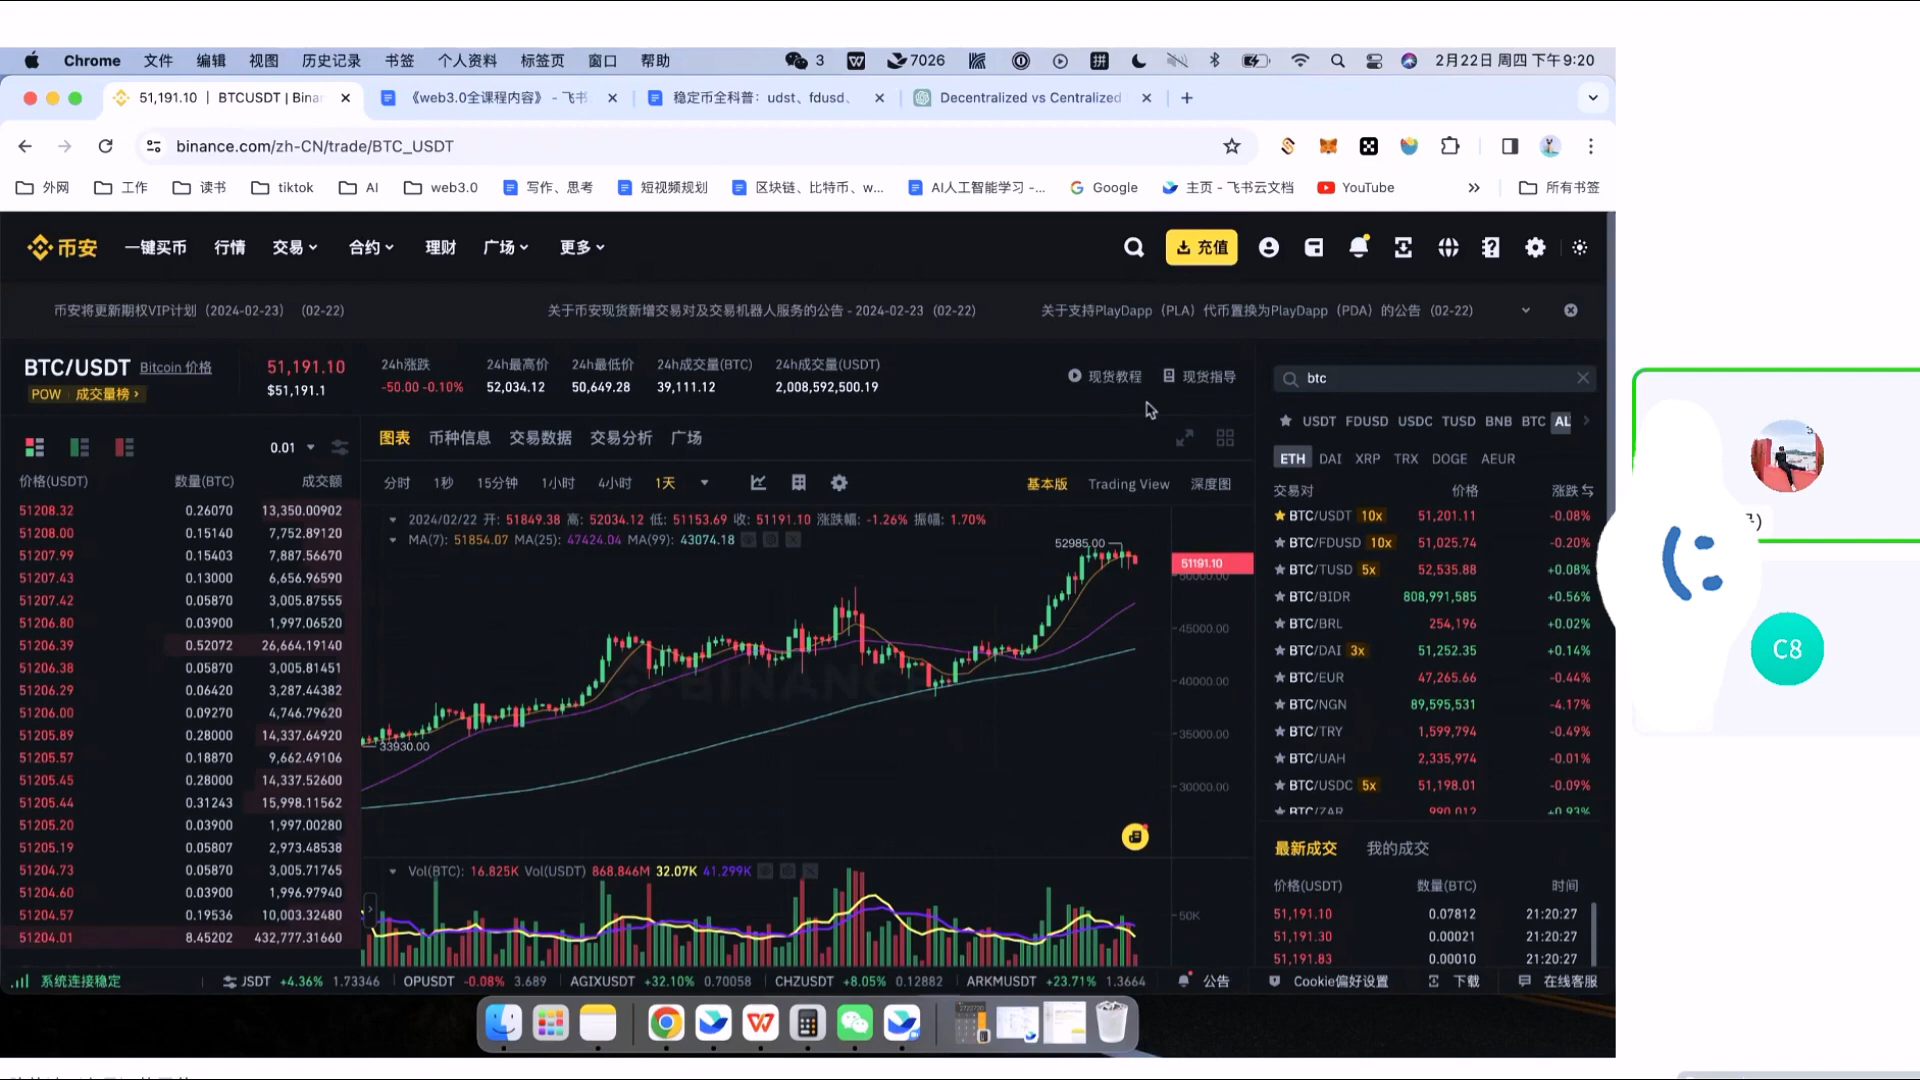 Chrome 文件 编辑 视图 历史记录 书签 个人资料 标签页 窗口 帮助 3 7026 拼 2月22日 周四 下午9:20
51,191.10 | BTCUSDT | Bina 《web3.0全课程内容》 - 飞书 稳定币全科普：udst、fdusd、 Decentralized vs Centralized
binance.com/zh-CN/trade/BTC_USDT
外网 工作 读书 tiktok AI web3.0 写作、思考 短视频规划 区块链、比特币、w... AI人工智能学习 -... Google 主页 - 飞书云文档 YouTube 所有书签
币安 一键买币 行情 交易 合约 理财 广场 更多 充值
币安将更新期权VIP计划（2024-02-23） (02-22) 关于币安现货新增交易对及交易机器人服务的公告 - 2024-02-23 (02-22) 关于支持PlayDapp（PLA）代币置换为PlayDapp（PDA）的公告 (02-22)
BTC/USDT Bitcoin 价格 51,191.10 24h涨跌 24h最高价 24h最低价 24h成交量(BTC) 24h成交量(USDT) 现货教程 现货指导
POW 成交量榜 $51,191.1 -50.00 -0.10% 52,034.12 50,649.28 39,111.12 2,008,592,500.19
0.01
价格(USDT) 数量(BTC) 成交额
51208.32 0.26070 13,350.00902
51208.00 0.15140 7,752.89120
51207.99 0.15403 7,887.56670
51207.43 0.13000 6,656.96590
51207.42 0.05870 3,005.87555
51206.80 0.03900 1,997.06520
51206.39 0.52072 26,664.19140
51206.38 0.05870 3,005.81451
51206.29 0.06420 3,287.44382
51206.00 0.09270 4,746.79620
51205.89 0.28000 14,337.64920
51205.57 0.18870 9,662.49106
51205.45 0.28000 14,337.52600
51205.44 0.31243 15,998.11562
51205.20 0.03900 1,997.00280
51205.19 0.05807 2,973.48538
51204.73 0.05870 3,005.71765
51204.60 0.03900 1,996.97940
51204.57 0.19536 10,003.32480
51204.01 8.45202 432,777.31660
图表 币种信息 交易数据 交易分析 广场
分时 1秒 15分钟 1小时 4小时 1天 基本版 Trading View 深度图
2024/02/22 开: 51849.38 高: 52034.12 低: 51153.69 收: 51191.10 涨跌幅: -1.26% 振幅: 1.70%
MA(7): 51854.07 MA(25): 47424.04 MA(99): 43074.18
52985.00
51191.10
50000.00
45000.00
BINANCE
40000.00
35000.00
33930.00
30000.00
Vol(BTC): 16.825K Vol(USDT) 868.846M 32.07K 41.299K
50K
btc
USDT FDUSD USDC TUSD BNB BTC AL
ETH DAI XRP TRX DOGE AEUR
交易对 价格 涨跌
BTC/USDT 10x 51,201.11 -0.08%
BTC/FDUSD 10x 51,025.74 -0.20%
BTC/TUSD 5x 52,535.88 +0.08%
BTC/BIDR 808,991,585 +0.56%
BTC/BRL 254,196 +0.02%
BTC/DAI 3x 51,252.35 +0.14%
BTC/EUR 47,265.66 -0.44%
BTC/NGN 89,595,531 -4.17%
BTC/TRY 1,599,794 -0.49%
BTC/UAH 2,335,974 -0.01%
BTC/USDC 5x 51,198.01 -0.09%
BTC/ZAR 990,012 +0.93%
最新成交 我的成交
价格(USDT) 数量(BTC) 时间
51,191.10 0.07812 21:20:27
51,191.30 0.00021 21:20:27
51,191.83 0.00010 21:20:27
系统连接稳定 JSDT +4.36% 1.73346 OPUSDT -0.08% 3.689 AGIXUSDT +32.10% 0.70058 CHZUSDT +8.05% 0.12882 ARKMUSDT +23.71% 1.3664 公告 Cookie偏好设置 下载 在线客服
C8